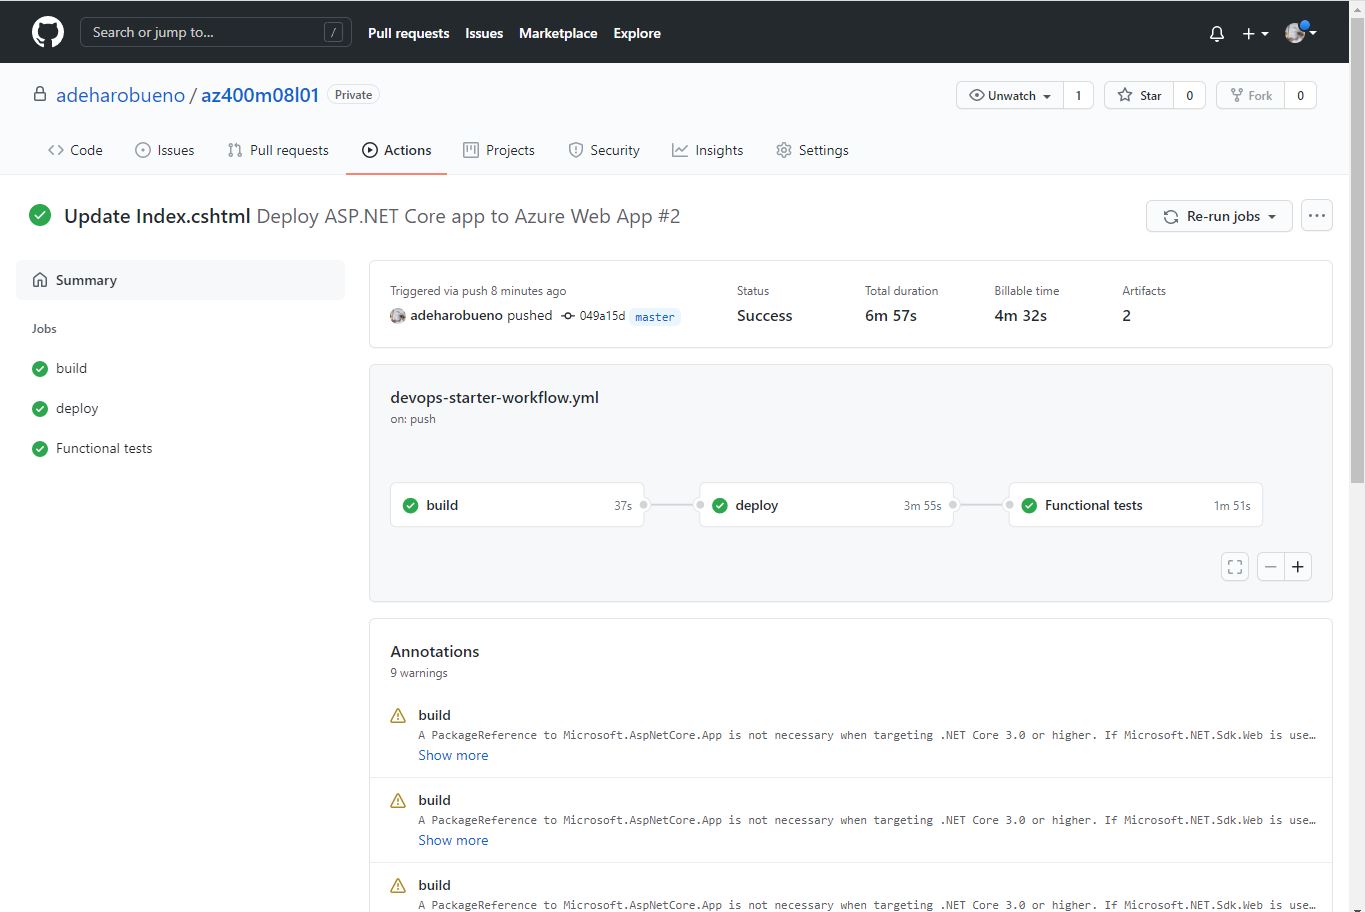 Search or jump to... /
Pull requests Issues Marketplace Explore
adeharobueno / az400m08l01 Private
Unwatch 1 Star 0 Fork 0
Code Issues Pull requests Actions Projects Security Insights Settings
Update Index.cshtml Deploy ASP.NET Core app to Azure Web App #2
Re-run jobs ...
Summary
Jobs
build
deploy
Functional tests
Triggered via push 8 minutes ago
adeharobueno pushed 049a15d master
Status
Success
Total duration
6m 57s
Billable time
4m 32s
Artifacts
2
devops-starter-workflow.yml
on: push
build 37s
deploy 3m 55s
Functional tests 1m 51s
Annotations
9 warnings
build
A PackageReference to Microsoft.AspNetCore.App is not necessary when targeting .NET Core 3.0 or higher. If Microsoft.NET.Sdk.Web is use…
Show more
build
A PackageReference to Microsoft.AspNetCore.App is not necessary when targeting .NET Core 3.0 or higher. If Microsoft.NET.Sdk.Web is use…
Show more
build
A PackageReference to Microsoft.AspNetCore.App is not necessary when targeting .NET Core 3.0 or higher. If Microsoft.NET.Sdk.Web is use…